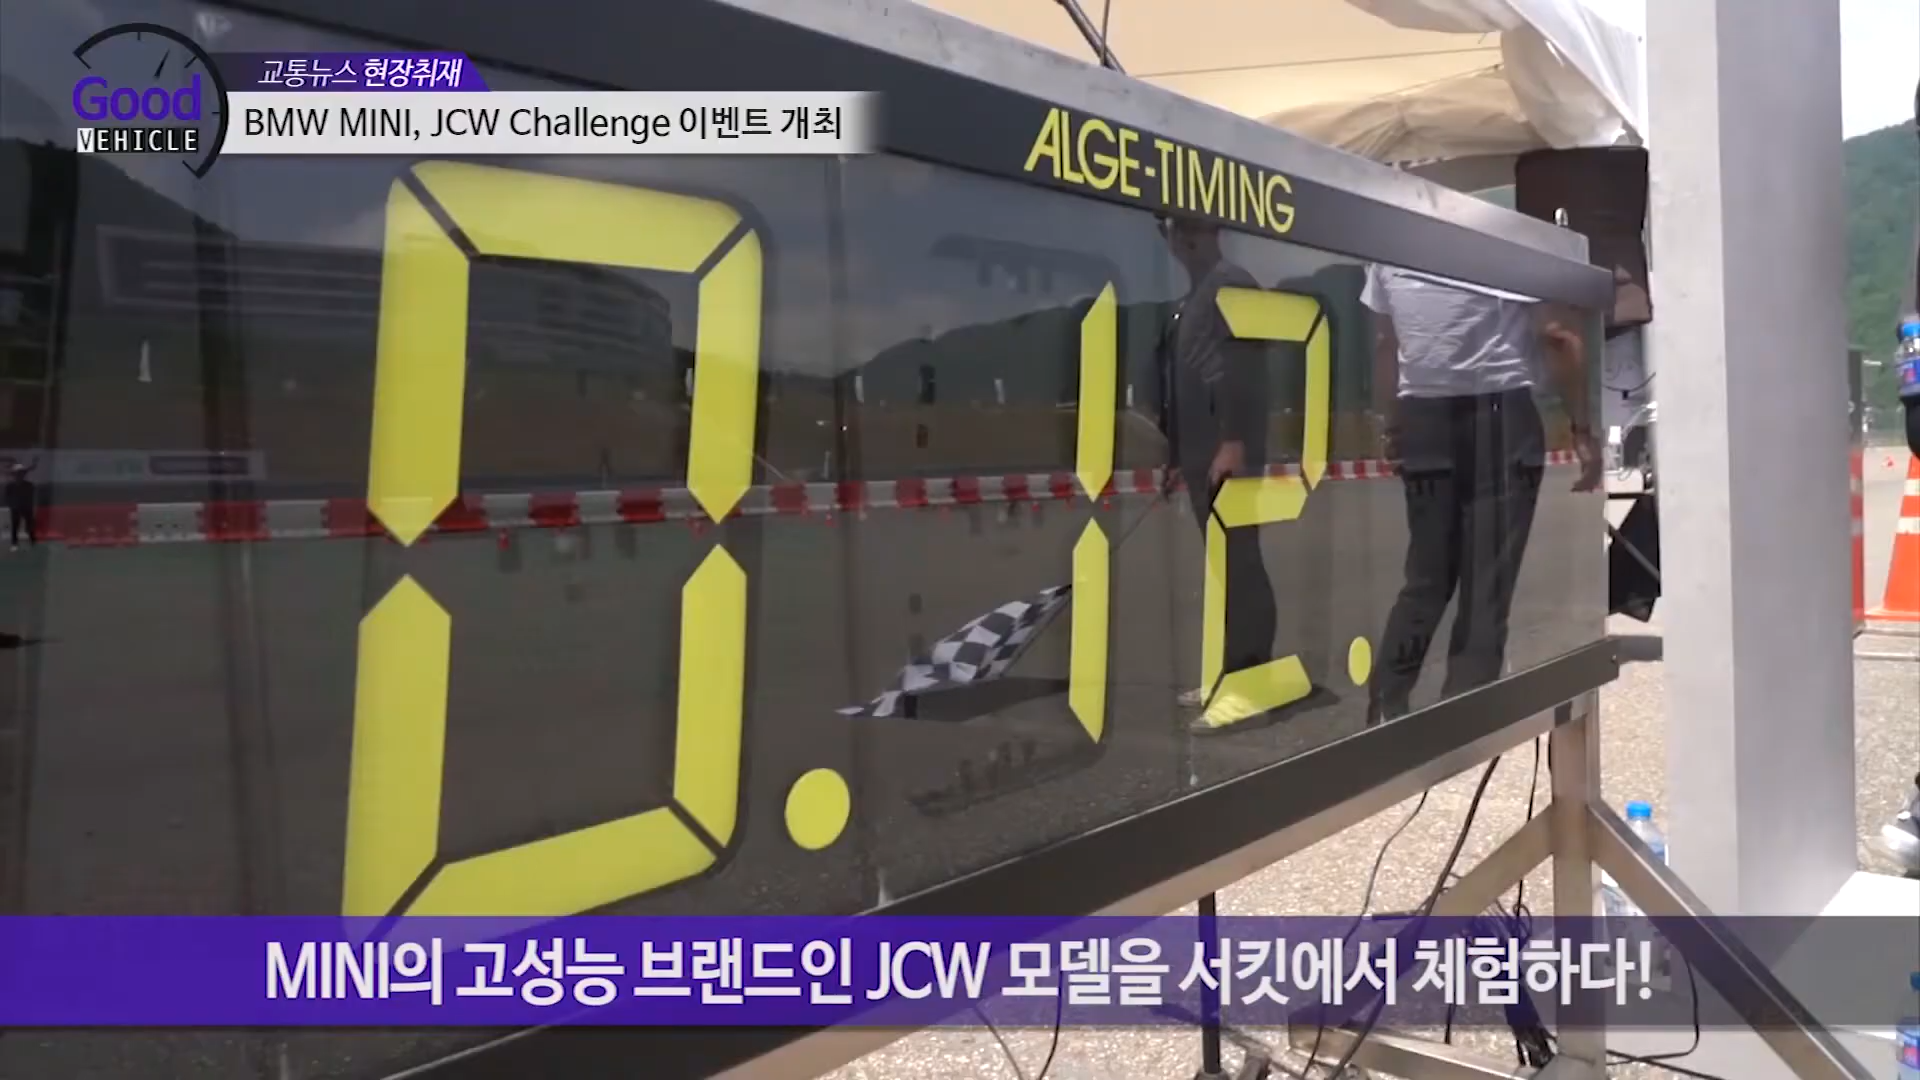 Good
VEHICLE
교통뉴스 현장취재
BMW MINI, JCW Challenge 이벤트 개최
ALGE-TIMING
0.12.
MINI의 고성능 브랜드인 JCW 모델을 서킷에서 체험하다!